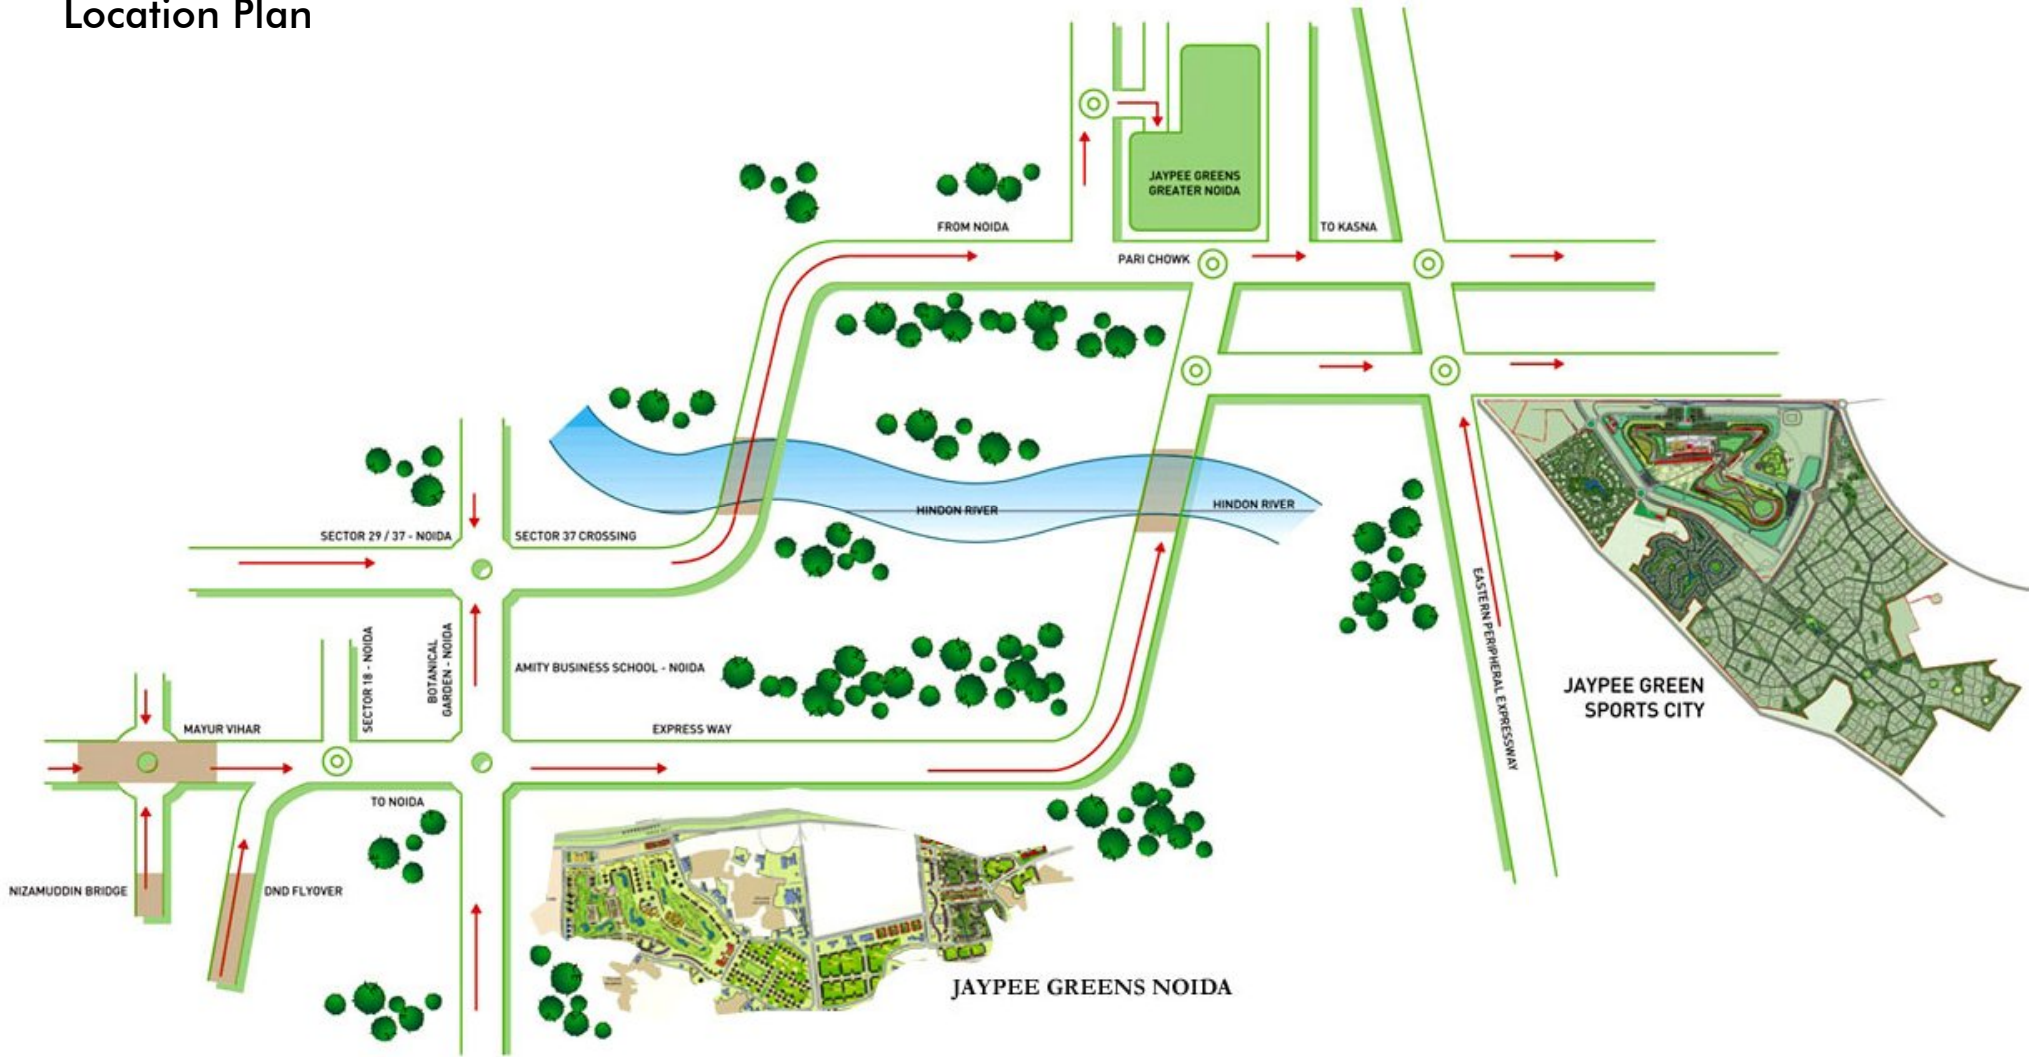 Location Plan
JAYPEE GREENS
GREATER NOIDA
FROM NOIDA
TO KASNA
PARI CHOWK
HINDON RIVER
HINDON RIVER
SECTOR 29 / 37 - NOIDA
SECTOR 37 CROSSING
SECTOR 18 - NOIDA
BOTANICAL
GARDEN - NOIDA
AMITY BUSINESS SCHOOL - NOIDA
EASTERN PERIPHERAL EXPRESSWAY
JAYPEE GREEN
SPORTS CITY
MAYUR VIHAR
EXPRESS WAY
TO NOIDA
NIZAMUDDIN BRIDGE
DND FLYOVER
JAYPEE GREENS NOIDA